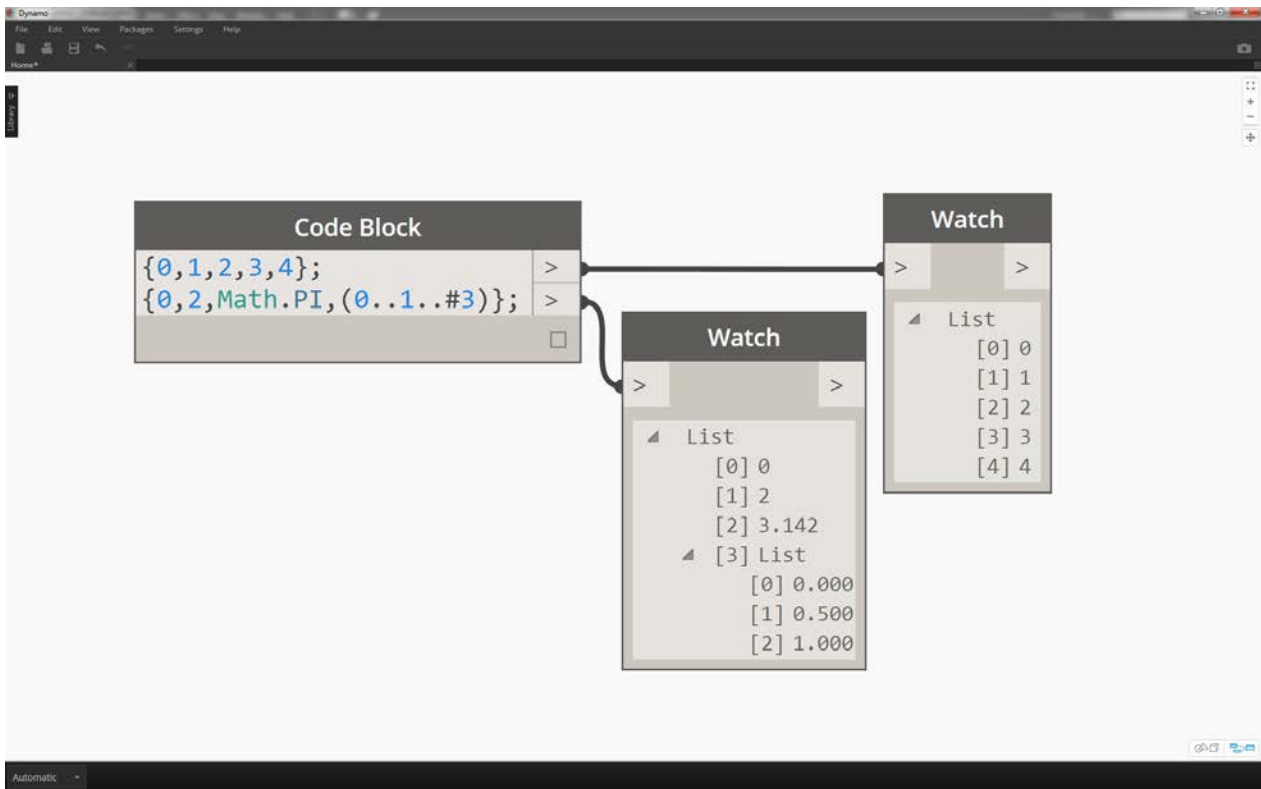 Dynamo
File Edit View Packages Settings Help
Home*
Library
Code Block
{0,1,2,3,4};
{0,2,Math.PI,(0..1..#3)};
>
>
Watch
> >
List
[0] 0
[1] 1
[2] 2
[3] 3
[4] 4
Watch
> >
List
[0] 0
[1] 2
[2] 3.142
[3] List
[0] 0.000
[1] 0.500
[2] 1.000
Automatic